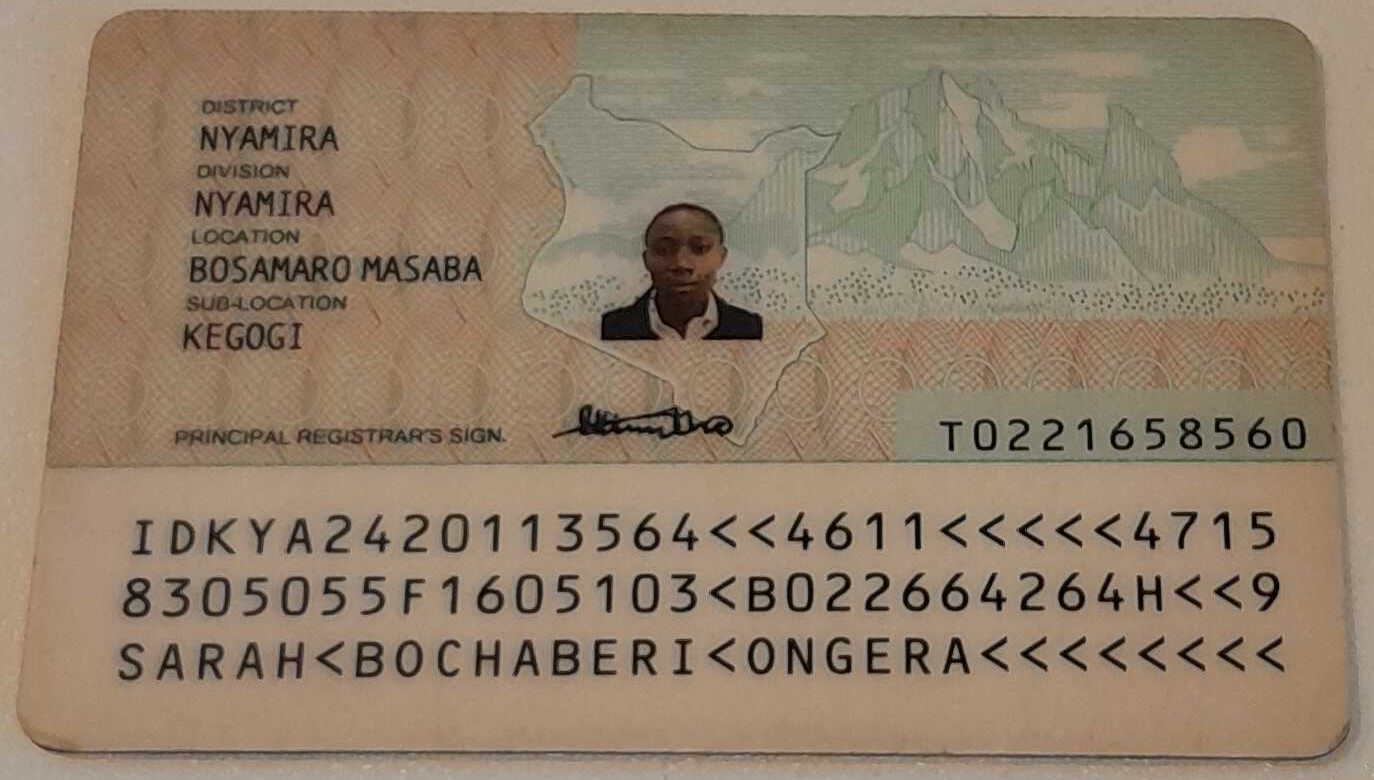 DISTRICT
NYAMIRA
DIVISION
NYAMIRA
LOCATION
BOSAMARO MASABA
SUB-LOCATION
KEGOGI
PRINCIPAL REGISTRAR'S SIGN.
T0221658560
IDKYA2420113564<<4611<<<<<4715
8305055F1605103<B022664264H<<9
SARAH<BOCHABERI<ONGERA<<<<<<<<